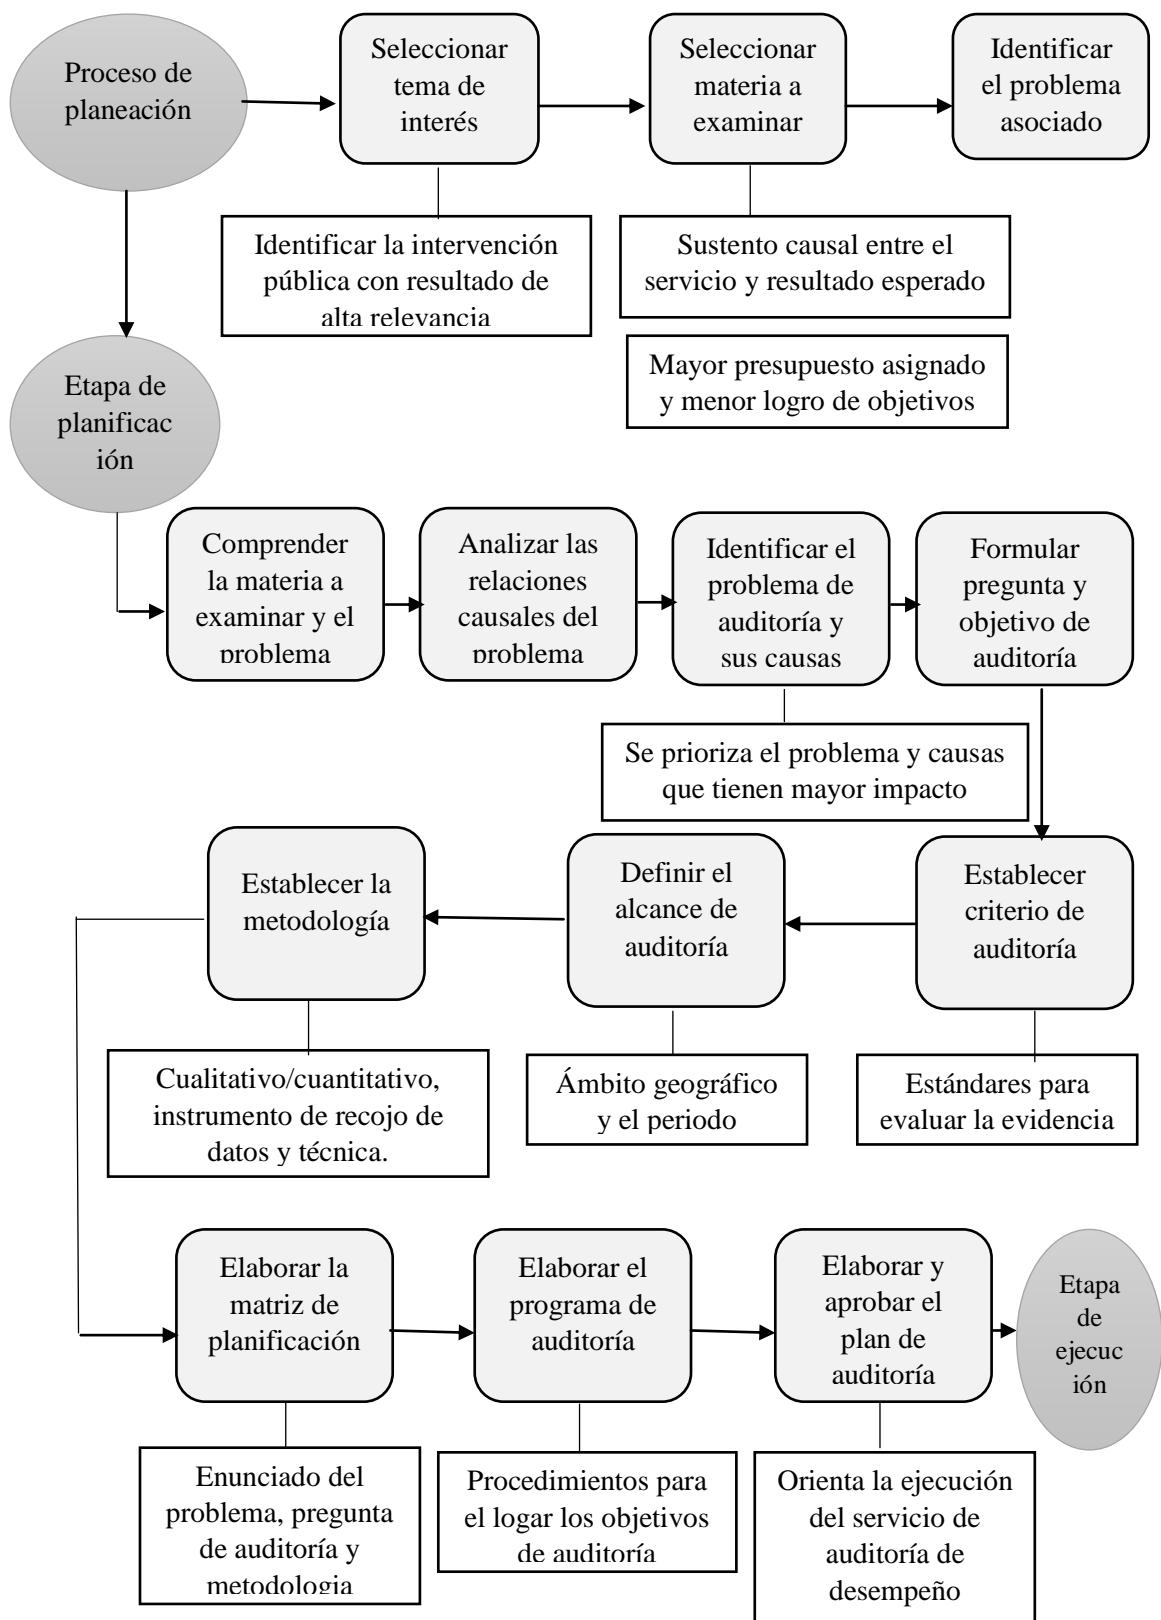 Proceso de
planeación
Seleccionar
tema de
interés
Seleccionar
materia a
examinar
Identificar
el problema
asociado
Identificar la intervención
pública con resultado de
alta relevancia
Sustento causal entre el
servicio y resultado esperado
Mayor presupuesto asignado
y menor logro de objetivos
Etapa de
planificac
ión
Comprender
la materia a
examinar y el
problema
Analizar las
relaciones
causales del
problema
Identificar el
problema de
auditoría y
sus causas
Formular
pregunta y
objetivo de
auditoría
Se prioriza el problema y causas
que tienen mayor impacto
Establecer la
metodología
Definir el
alcance de
auditoría
Establecer
criterio de
auditoría
Cualitativo/cuantitativo,
instrumento de recojo de
datos y técnica.
Ámbito geográfico
y el periodo
Estándares para
evaluar la evidencia
Elaborar la
matriz de
planificación
Elaborar el
programa de
auditoría
Elaborar y
aprobar el
plan de
auditoría
Etapa
de
ejecuc
ión
Enunciado del
problema, pregunta
de auditoría y
metodologia
Procedimientos para
el logar los objetivos
de auditoría
Orienta la ejecución
del servicio de
auditoría de
desempeño